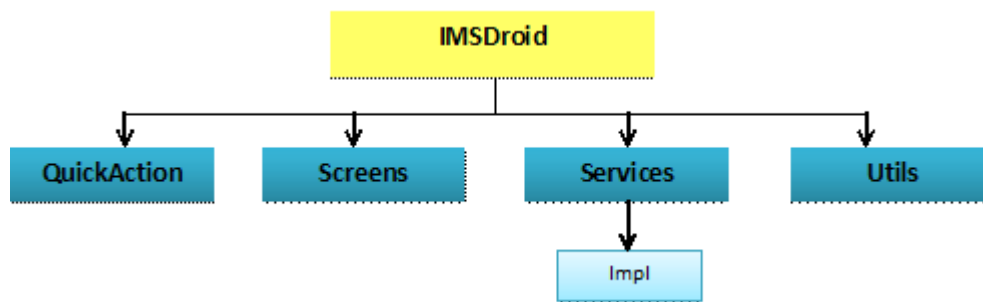 IMSDroid
QuickAction
Screens
Services
Utils
Impl